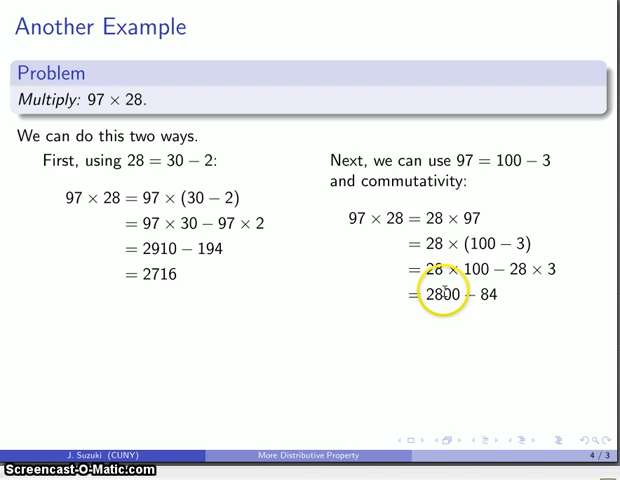 Another Example
Problem
Multiply: 97 × 28.
We can do this two ways.
First, using 28 = 30 − 2:
97 × 28 = 97 × (30 − 2)
= 97 × 30 − 97 × 2
= 2910 − 194
= 2716
Next, we can use 97 = 100 − 3
and commutativity:
97 × 28 = 28 × 97
= 28 × (100 − 3)
= 28 × 100 − 28 × 3
= 2800 − 84
J. Suzuki (CUNY)
More Distributive Property
4 / 3
Screencast-O-Matic.com